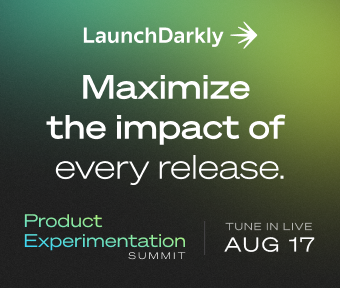 LaunchDarkly
Maximize
the impact of
every release.
Product
Experimentation
SUMMIT
TUNE IN LIVE
AUG 17